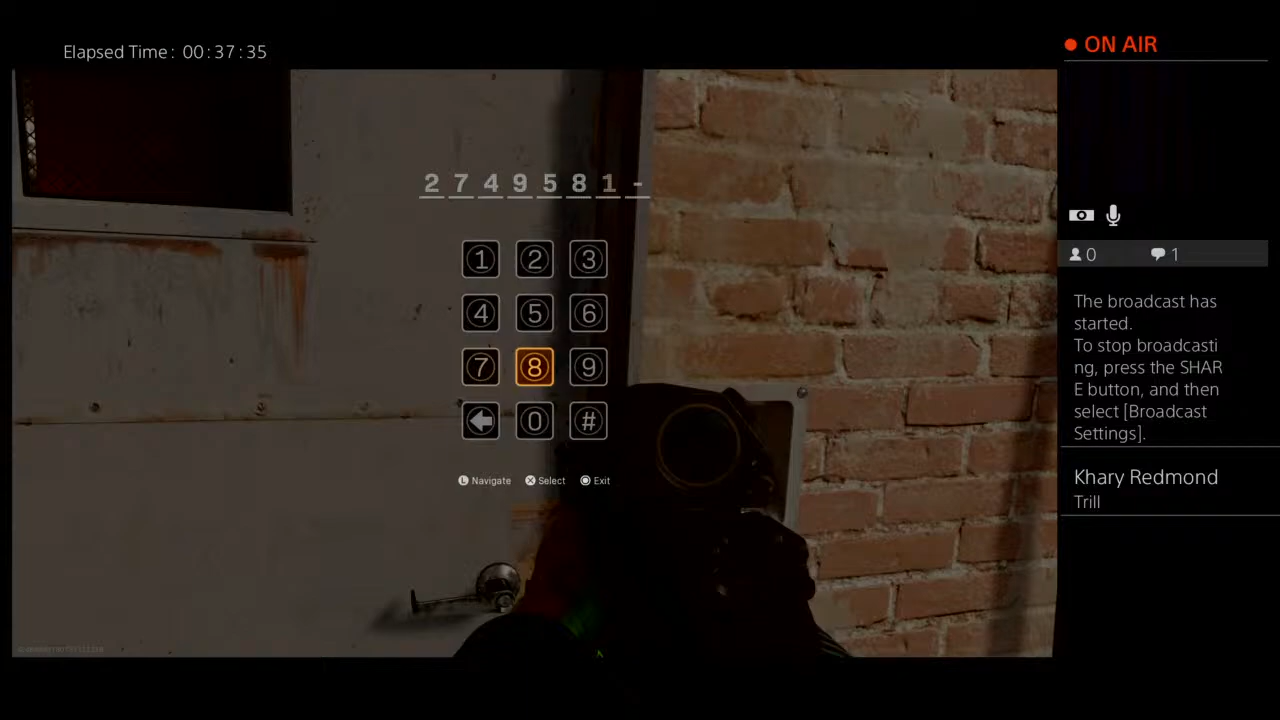 Elapsed Time: 00:37:35
ON AIR
2 7 4 9 5 8 1 -
1 2 3
4 5 6
7 8 9
0 #
L Navigate X Select O Exit
0 1
The broadcast has
started.
To stop broadcasti
ng, press the SHAR
E button, and then
select [Broadcast
Settings].
Khary Redmond
Trill